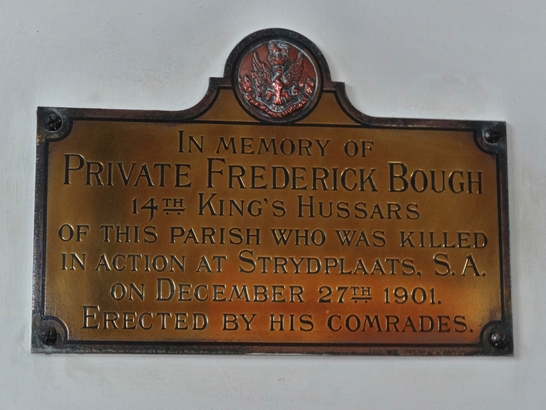 IN MEMORY OF
PRIVATE FREDERICK BOUGH
14TH KING'S HUSSARS
OF THIS PARISH WHO WAS KILLED
IN ACTION AT STRYDPLAATS, S.A.
ON DECEMBER 27TH 1901.
ERECTED BY HIS COMRADES.